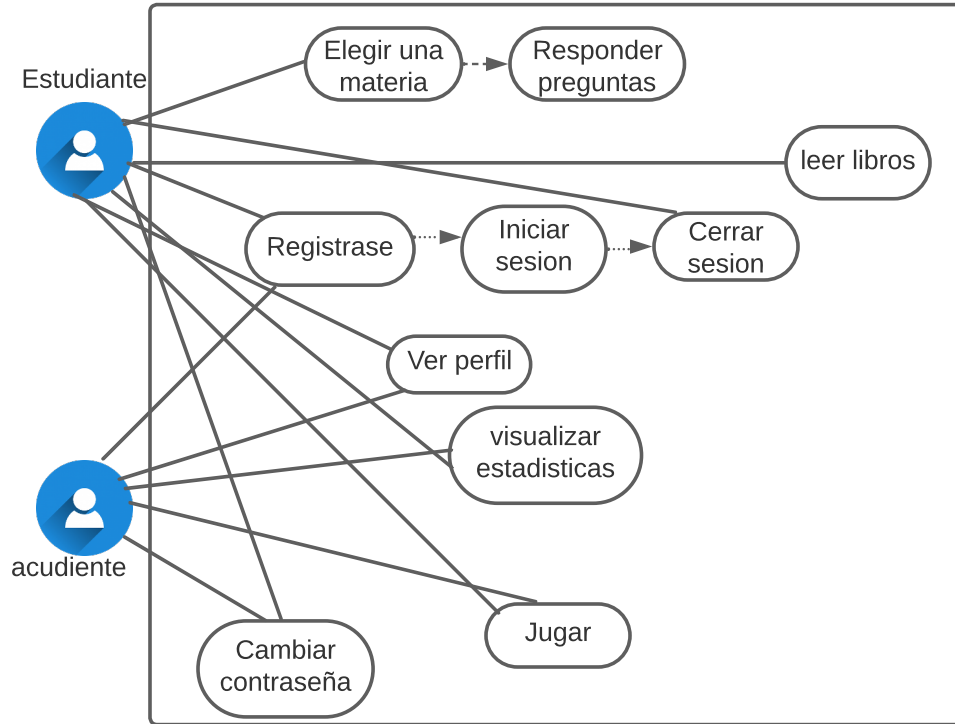 Elegir una
materia
Responder
preguntas
Estudiante
leer libros
Registrase
Iniciar
sesion
Cerrar
sesion
Ver perfil
visualizar
estadisticas
acudiente
Jugar
Cambiar
contraseña